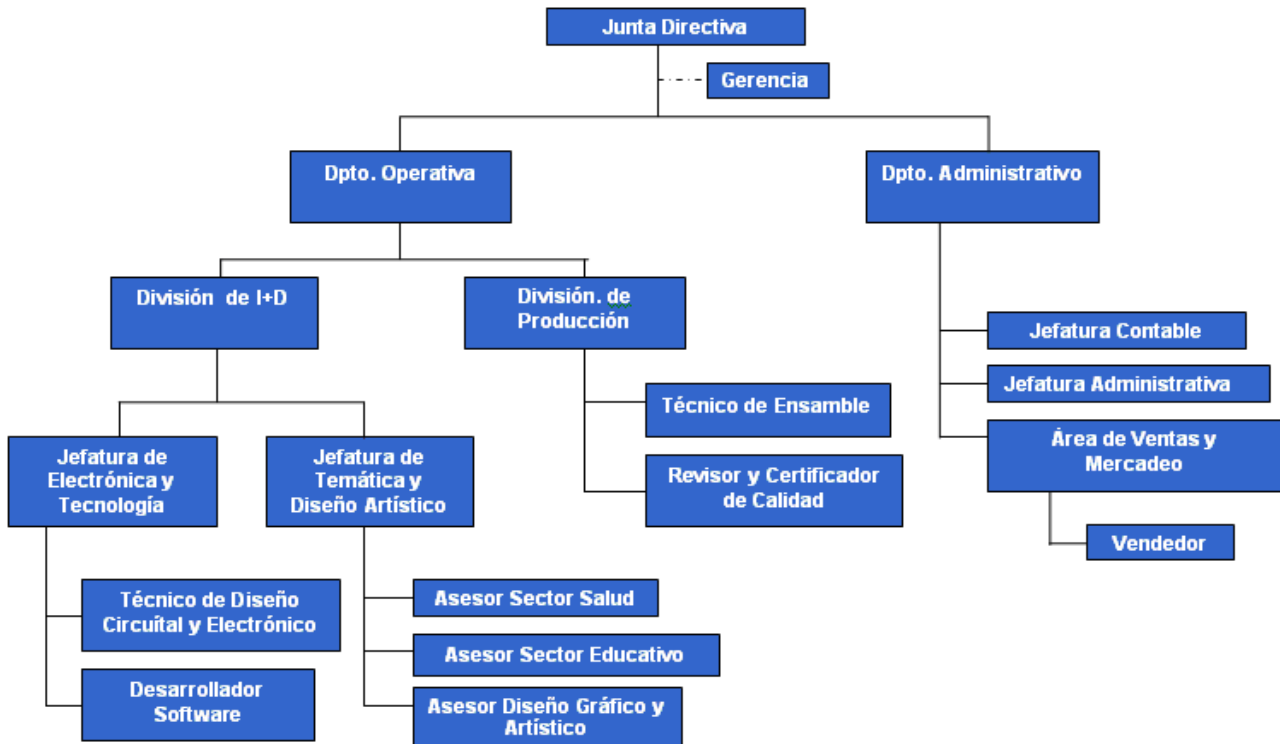 Junta Directiva
Gerencia
Dpto. Operativa
Dpto. Administrativo
División de I+D
División. de
Producción
Jefatura Contable
Jefatura Administrativa
Área de Ventas y
Mercadeo
Vendedor
Técnico de Ensamble
Revisor y Certificador
de Calidad
Jefatura de
Electrónica y
Tecnología
Jefatura de
Temática y
Diseño Artístico
Técnico de Diseño
Circuítal y Electrónico
Desarrollador
Software
Asesor Sector Salud
Asesor Sector Educativo
Asesor Diseño Gráfico y
Artístico